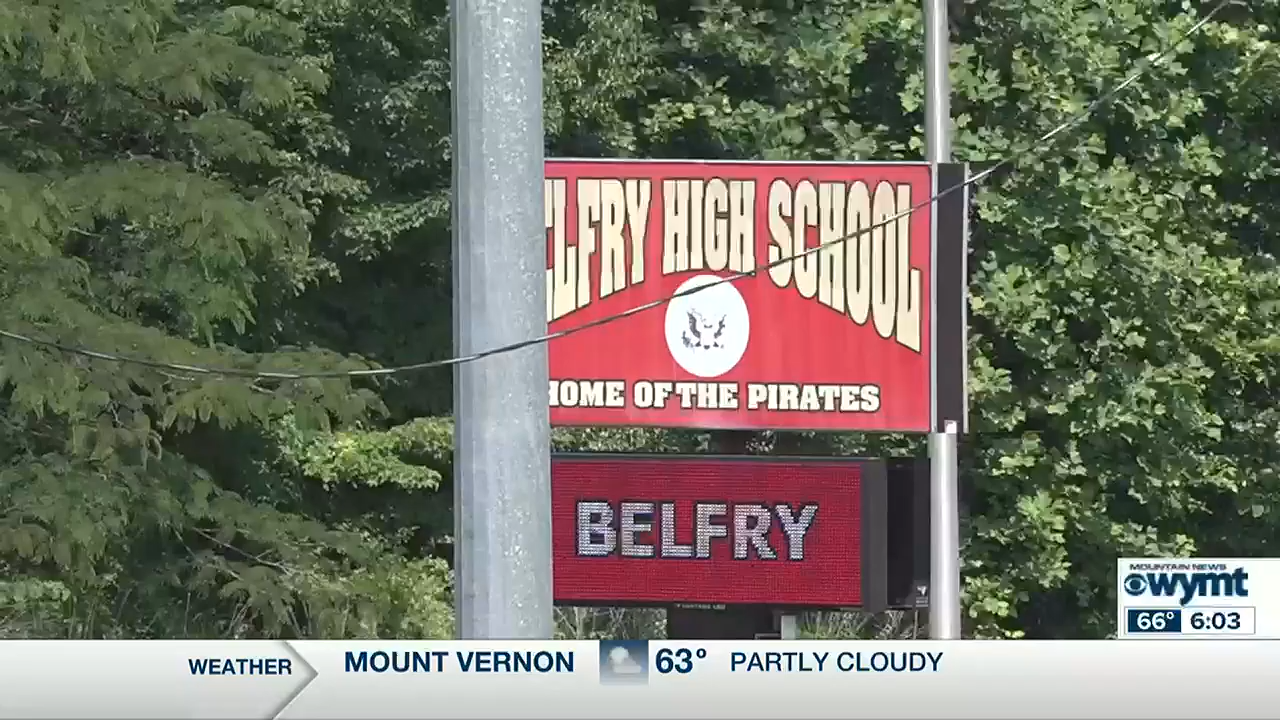 ELFRY HIGH SCHOOL
HOME OF THE PIRATES
BELFRY
MOUNTAIN NEWS
wymt
66° 6:03
WEATHER MOUNT VERNON 63° PARTLY CLOUDY